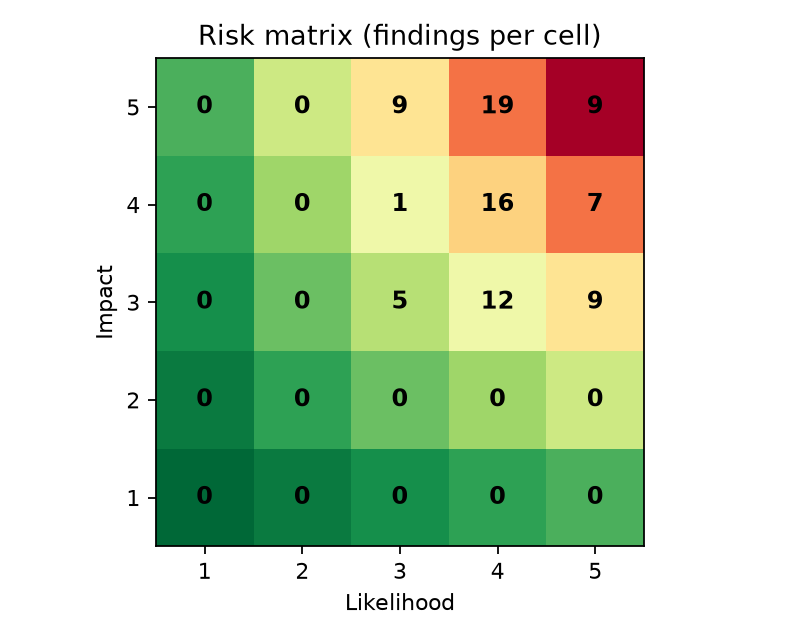 Risk matrix (findings per cell)
5 0 0 9 19 9
4 0 0 1 16 7
3 0 0 5 12 9
2 0 0 0 0 0
1 0 0 0 0 0
Impact
1 2 3 4 5
Likelihood